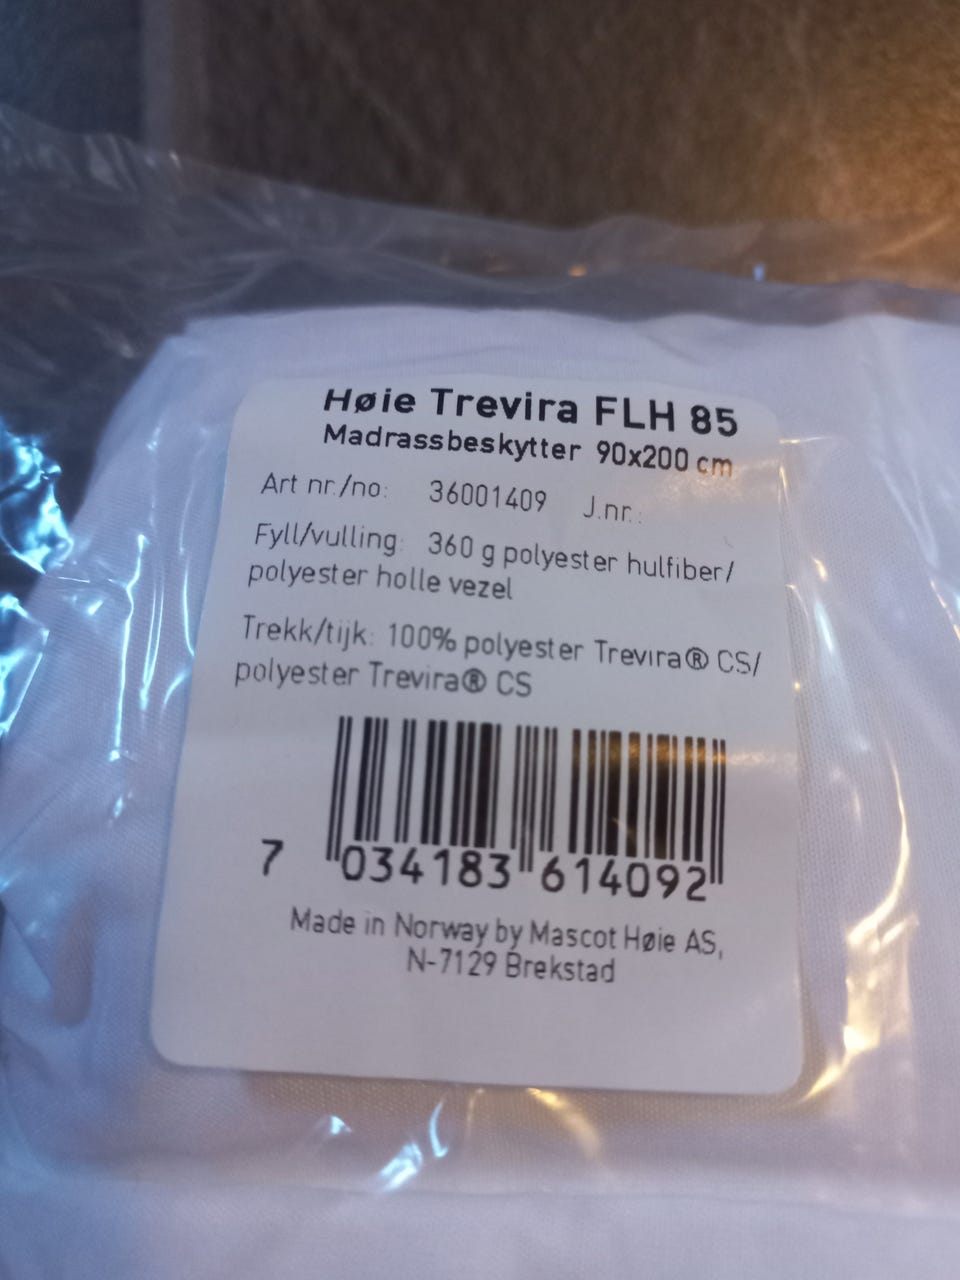 Høie Trevira FLH 85
Madrassbeskytter 90x200 cm
Art nr./no: 36001409 J.nr.:
Fyll/vulling: 360 g polyester hulfiber/
polyester holle vezel
Trekk/tijk: 100% polyester Trevira® CS/
polyester Trevira® CS
7 034183 614092
Made in Norway by Mascot Høie AS,
N-7129 Brekstad